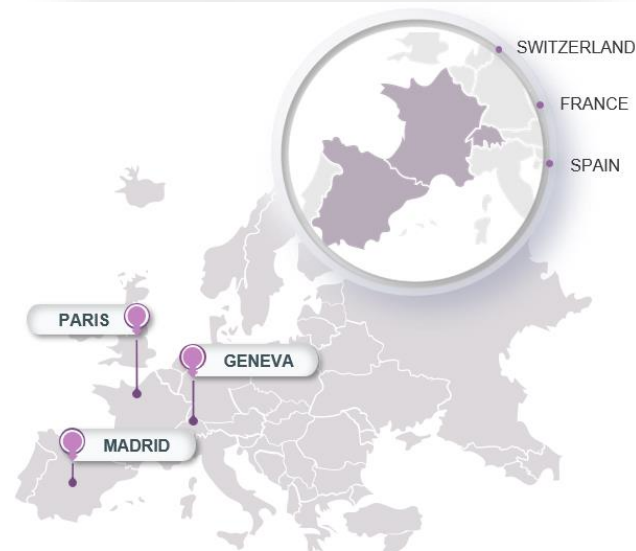 SWITZERLAND
FRANCE
SPAIN
PARIS
GENEVA
MADRID